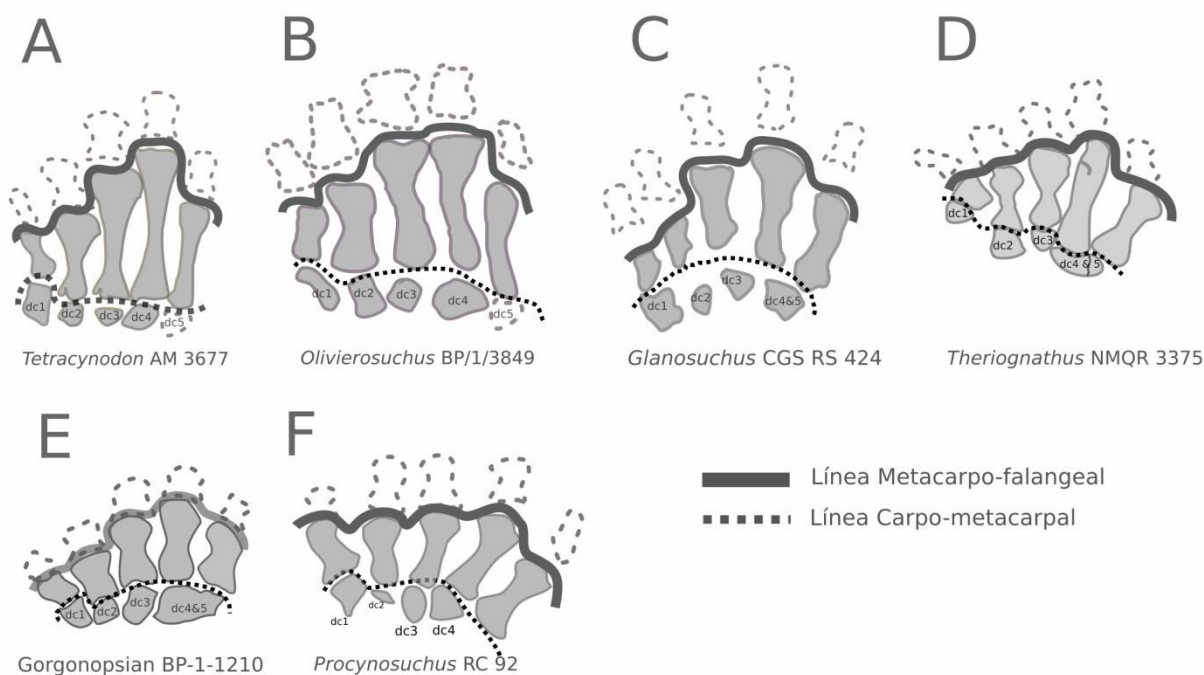 A
B
C
D
dc1
dc2
dc3
dc4
dc5
dc1
dc2
dc3
dc4
dc5
dc1
dc2
dc3
dc4&5
dc1
dc2
dc3
dc4 & 5
Tetracynodon AM 3677
Olivierosuchus BP/1/3849
Glanosuchus CGS RS 424
Theriognathus NMQR 3375
E
F
dc1
dc2
dc3
dc4&5
dc1
dc2
dc3
dc4
Línea Metacarpo-falangeal
Línea Carpo-metacarpal
Gorgonopsian BP-1-1210
Procynosuchus RC 92